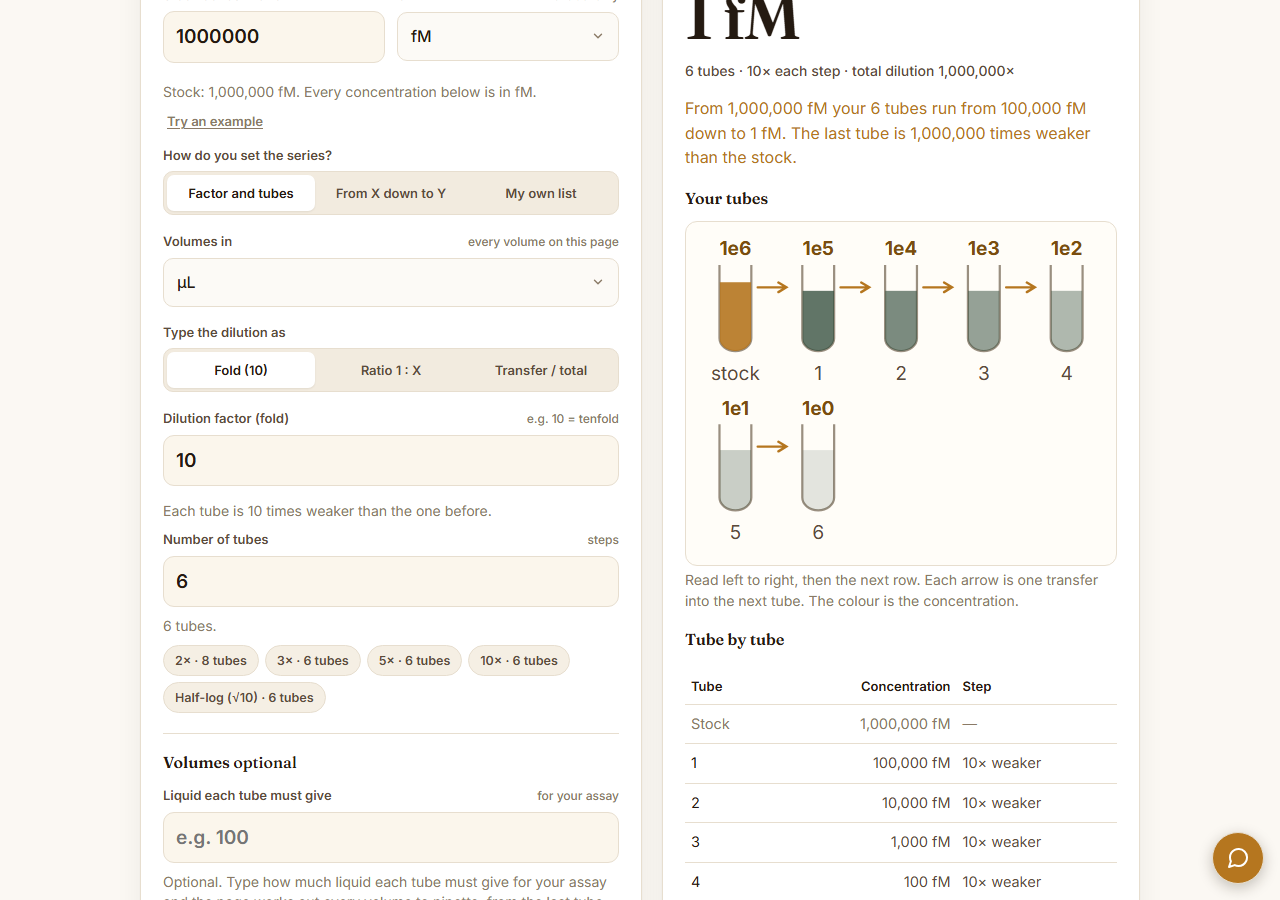 1000000
fM
Stock: 1,000,000 fM. Every concentration below is in fM.
Try an example
How do you set the series?
Factor and tubes
From X down to Y
My own list
Volumes in
every volume on this page
µL
Type the dilution as
Fold (10)
Ratio 1 : X
Transfer / total
Dilution factor (fold)
e.g. 10 = tenfold
10
Each tube is 10 times weaker than the one before.
Number of tubes
steps
6
6 tubes.
2× · 8 tubes
3× · 6 tubes
5× · 6 tubes
10× · 6 tubes
Half-log (√10) · 6 tubes
Volumes optional
Liquid each tube must give
for your assay
e.g. 100
Optional. Type how much liquid each tube must give for your assay
1 fM
6 tubes · 10× each step · total dilution 1,000,000×
From 1,000,000 fM your 6 tubes run from 100,000 fM
down to 1 fM. The last tube is 1,000,000 times weaker
than the stock.
Your tubes
1e6 1e5 1e4 1e3 1e2
stock 1 2 3 4
1e1 1e0
5 6
Read left to right, then the next row. Each arrow is one transfer
into the next tube. The colour is the concentration.
Tube by tube
Tube Concentration Step
Stock 1,000,000 fM —
1 100,000 fM 10× weaker
2 10,000 fM 10× weaker
3 1,000 fM 10× weaker
4 100 fM 10× weaker